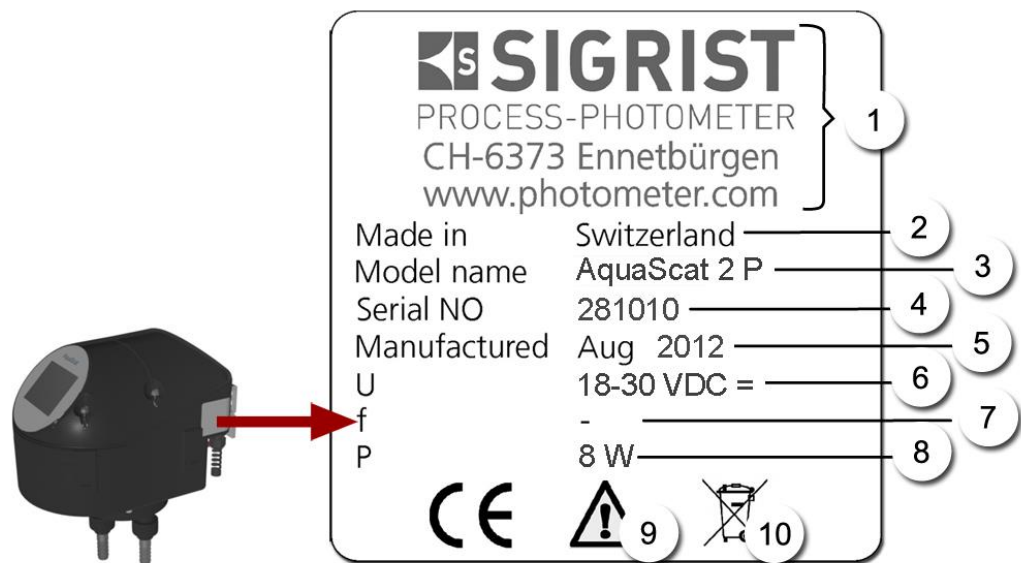 S SIGRIST
PROCESS-PHOTOMETER
CH-6373 Ennetbürgen
www.photometer.com
1
Made in Switzerland 2
Model name AquaScat 2 P 3
Serial NO 281010 4
Manufactured Aug 2012 5
U 18-30 VDC = 6
f - 7
P 8 W 8
CE 9 10